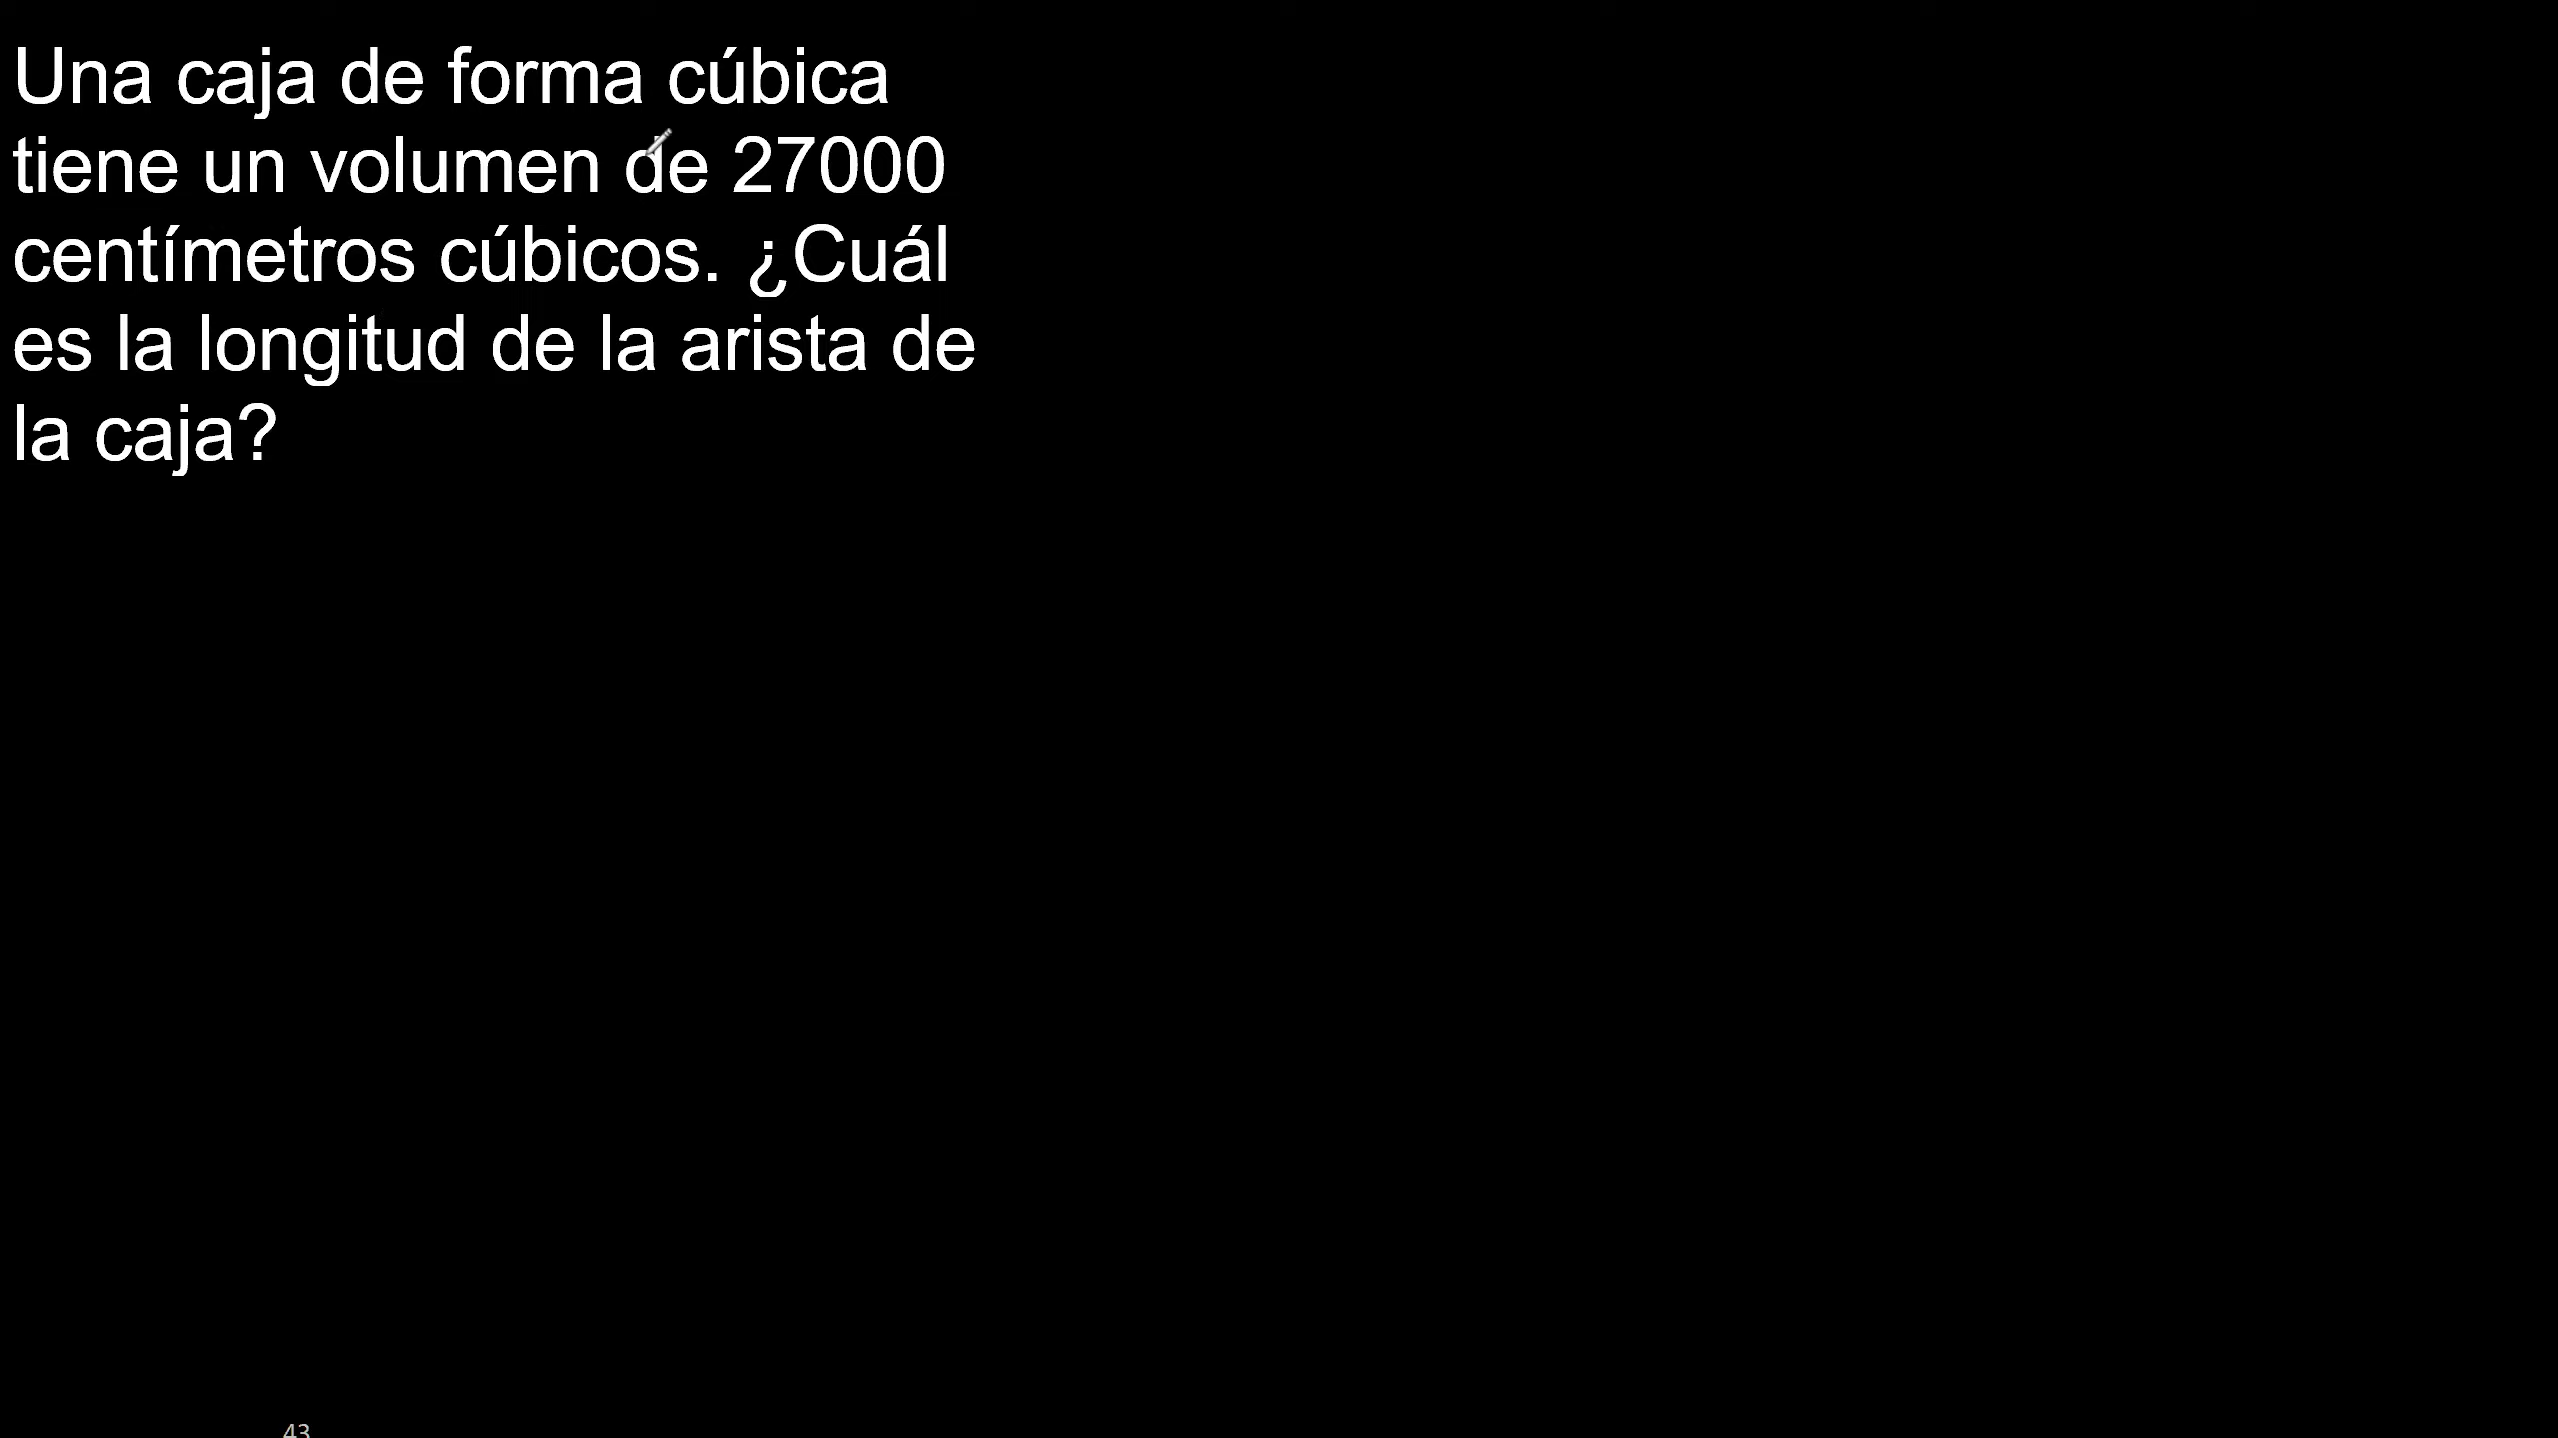 Una caja de forma cúbica
tiene un volumen de 27000
centímetros cúbicos. ¿Cuál
es la longitud de la arista de
la caja?
43